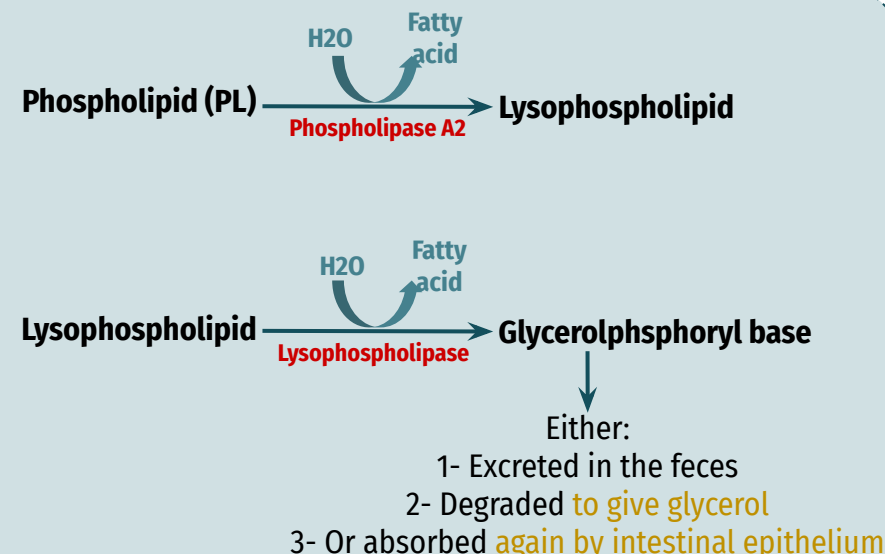 H2O
Fatty
acid
Phospholipid (PL)
Lysophospholipid
Phospholipase A2
H2O
Fatty
acid
Lysophospholipid
Glycerolphsphoryl base
Lysophospholipase
Either:
1- Excreted in the feces
2- Degraded to give glycerol
3- Or absorbed again by intestinal epithelium